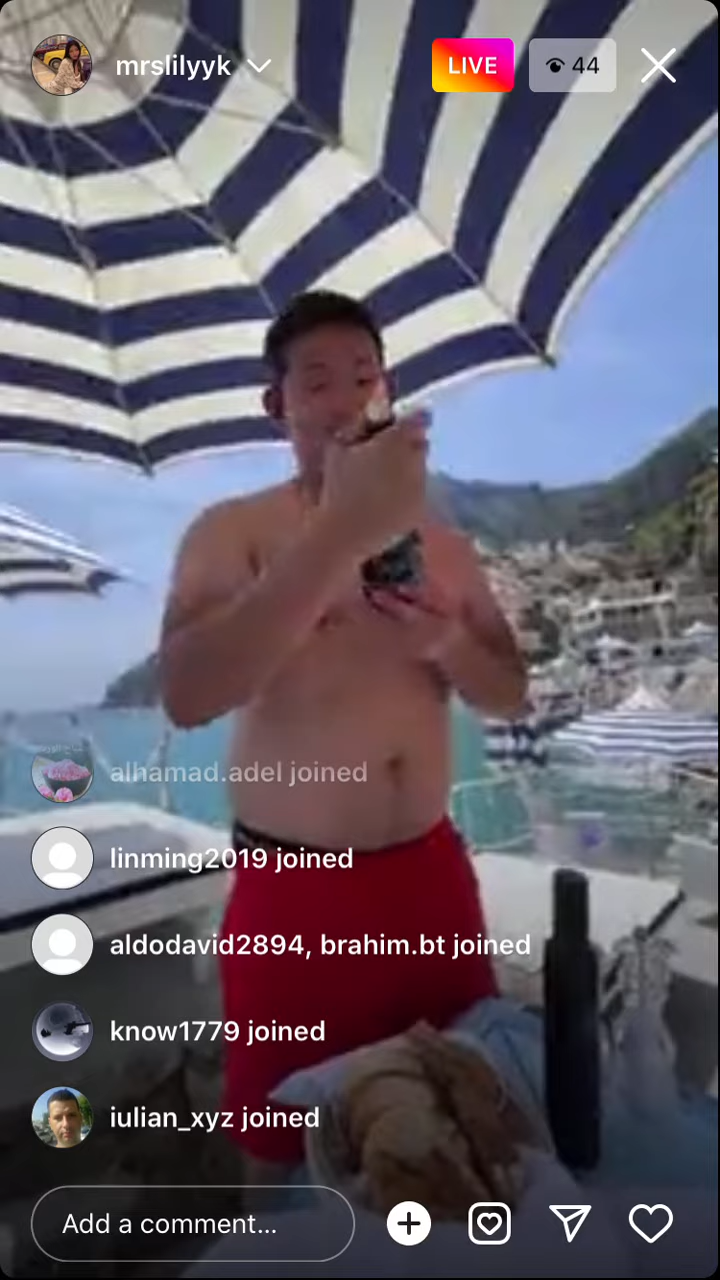 mrslilyyk
LIVE
44
alhamad.adel joined
linming2019 joined
aldodavid2894, brahim.bt joined
know1779 joined
iulian_xyz joined
Add a comment...